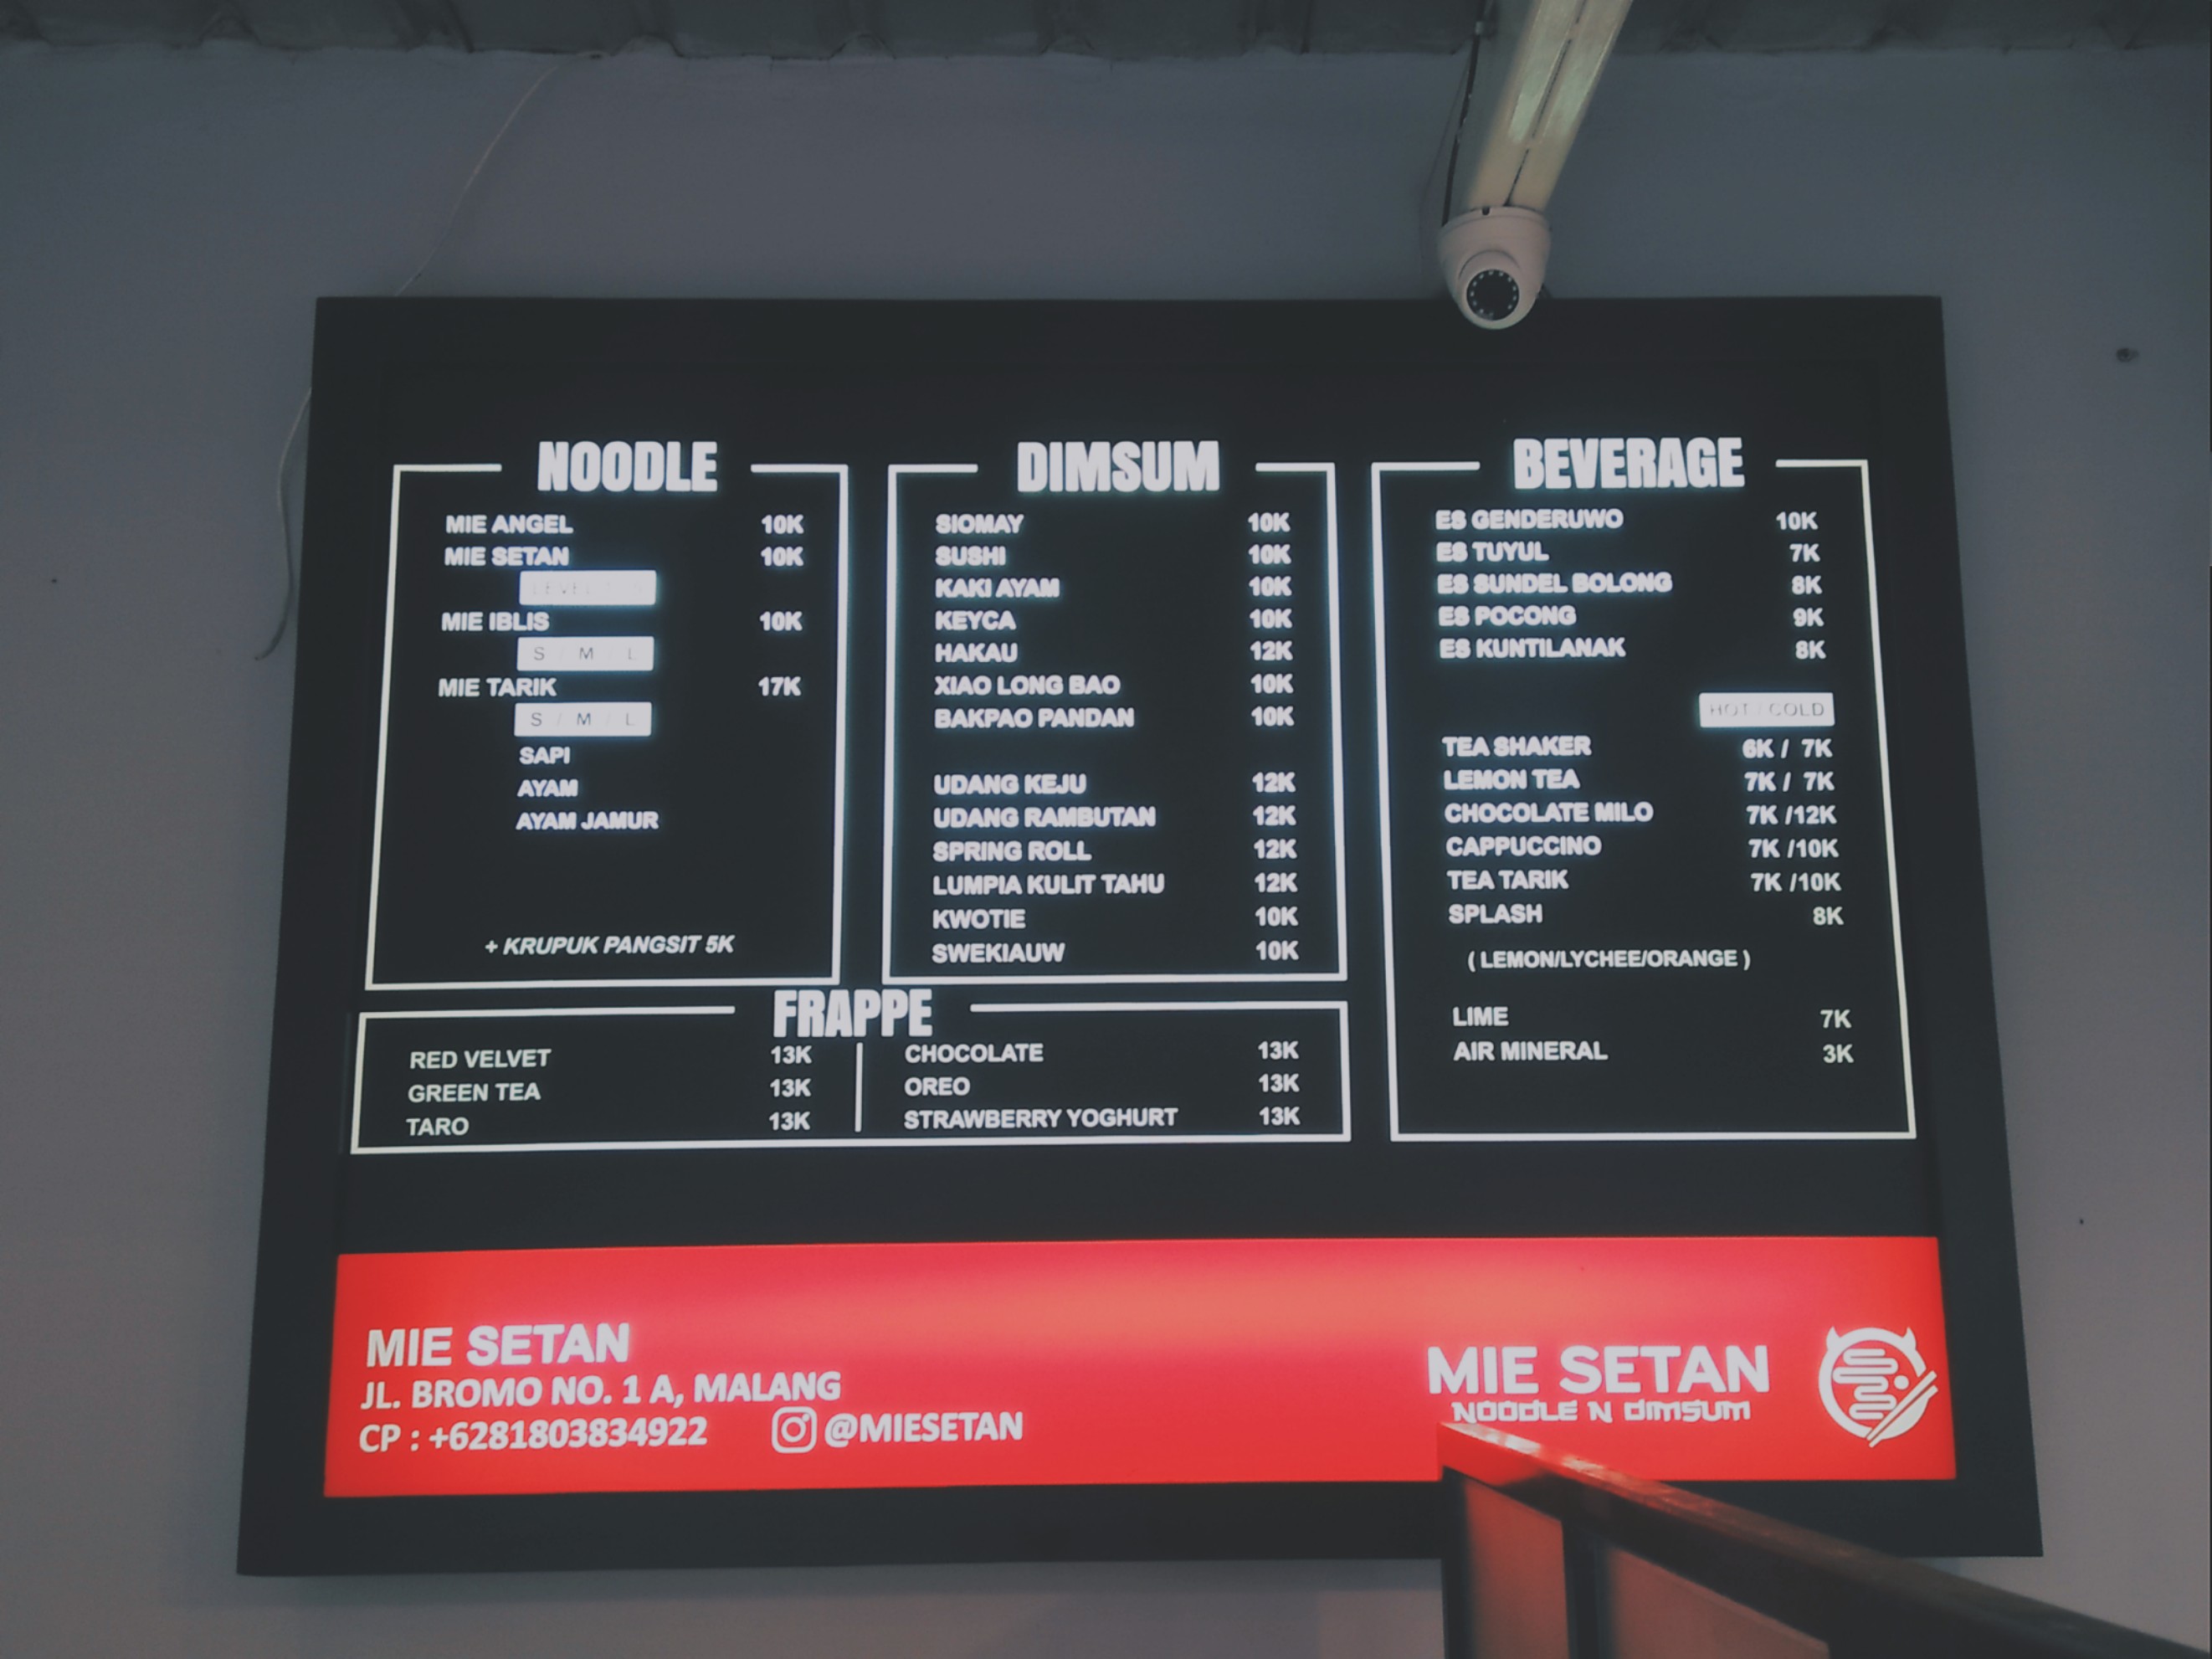 NOODLE
MIE ANGEL 10K
MIE SETAN 10K
LEVEL
MIE IBLIS 10K
S / M / L
MIE TARIK 17K
S / M / L
SAPI
AYAM
AYAM JAMUR
+ KRUPUK PANGSIT 5K
DIMSUM
SIOMAY 10K
SUSHI 10K
KAKI AYAM 10K
KEYCA 10K
HAKAU 12K
XIAO LONG BAO 10K
BAKPAO PANDAN 10K
UDANG KEJU 12K
UDANG RAMBUTAN 12K
SPRING ROLL 12K
LUMPIA KULIT TAHU 12K
KWOTIE 10K
SWEKIAUW 10K
BEVERAGE
ES GENDERUWO 10K
ES TUYUL 7K
ES SUNDEL BOLONG 8K
ES POCONG 9K
ES KUNTILANAK 8K
HOT / COLD
TEA SHAKER 6K / 7K
LEMON TEA 7K / 7K
CHOCOLATE MILO 7K /12K
CAPPUCCINO 7K /10K
TEA TARIK 7K /10K
SPLASH 8K
( LEMON/LYCHEE/ORANGE )
LIME 7K
AIR MINERAL 3K
FRAPPE
RED VELVET 13K
GREEN TEA 13K
TARO 13K
CHOCOLATE 13K
OREO 13K
STRAWBERRY YOGHURT 13K
MIE SETAN
JL. BROMO NO. 1 A, MALANG
CP : +6281803834922 @MIESETAN
MIE SETAN
NOODLE N DIMSUM